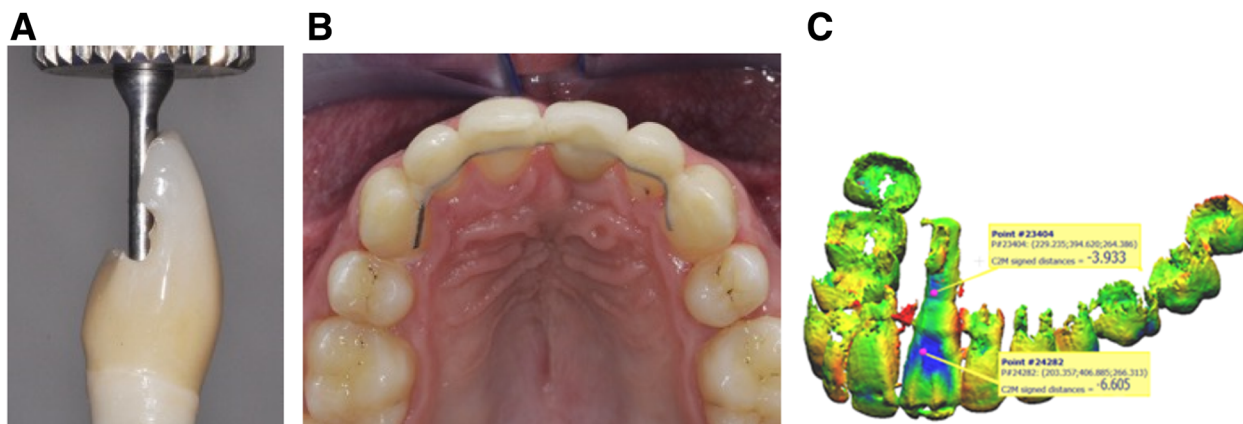 A
B
C
Point #23404
P#23404: {229.235;394.620;264.386}
C2M signed distances = -3.933
Point #24282
P#24282: {203.357;406.885;266.313}
C2M signed distances = -6.605